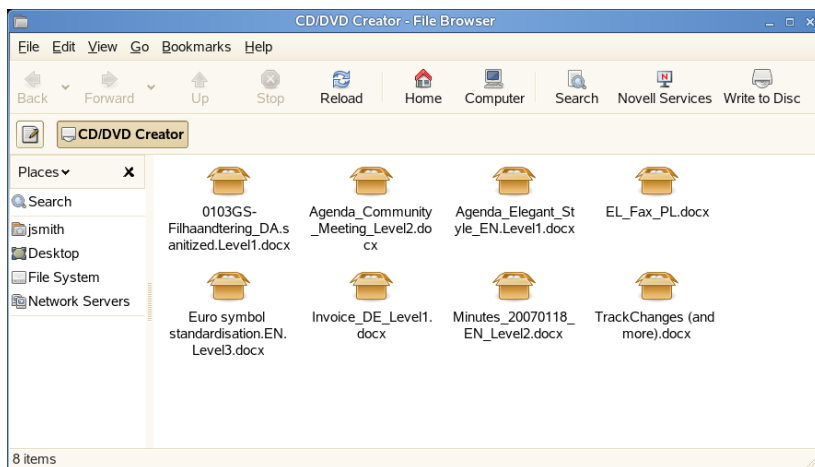 CD/DVD Creator - File Browser
File Edit View Go Bookmarks Help
Back Forward Up Stop Reload Home Computer Search Novell Services Write to Disc
CD/DVD Creator
Places
Search
jsmith
Desktop
File System
Network Servers
0103GS-
Filhaandtering_DA.s
anitized.Level1.docx
Agenda_Community
_Meeting_Level2.do
cx
Agenda_Elegant_St
yle_EN.Level1.docx
EL_Fax_PL.docx
Euro symbol
standardisation.EN.
Level3.docx
Invoice_DE_Level1.
docx
Minutes_20070118_
EN_Level2.docx
TrackChanges (and
more).docx
8 items